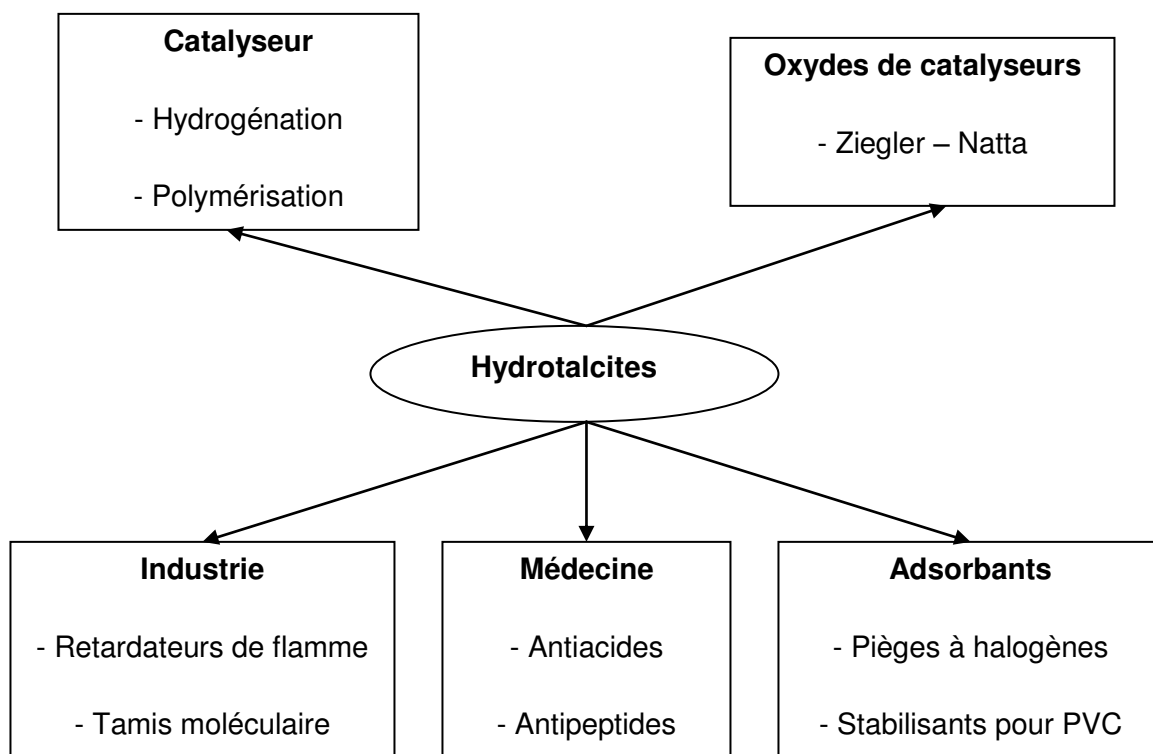 Catalyseur
- Hydrogénation
- Polymérisation
Oxydes de catalyseurs
- Ziegler – Natta
Hydrotalcites
Industrie
- Retardateurs de flamme
- Tamis moléculaire
Médecine
- Antiacides
- Antipeptides
Adsorbants
- Pièges à halogènes
- Stabilisants pour PVC